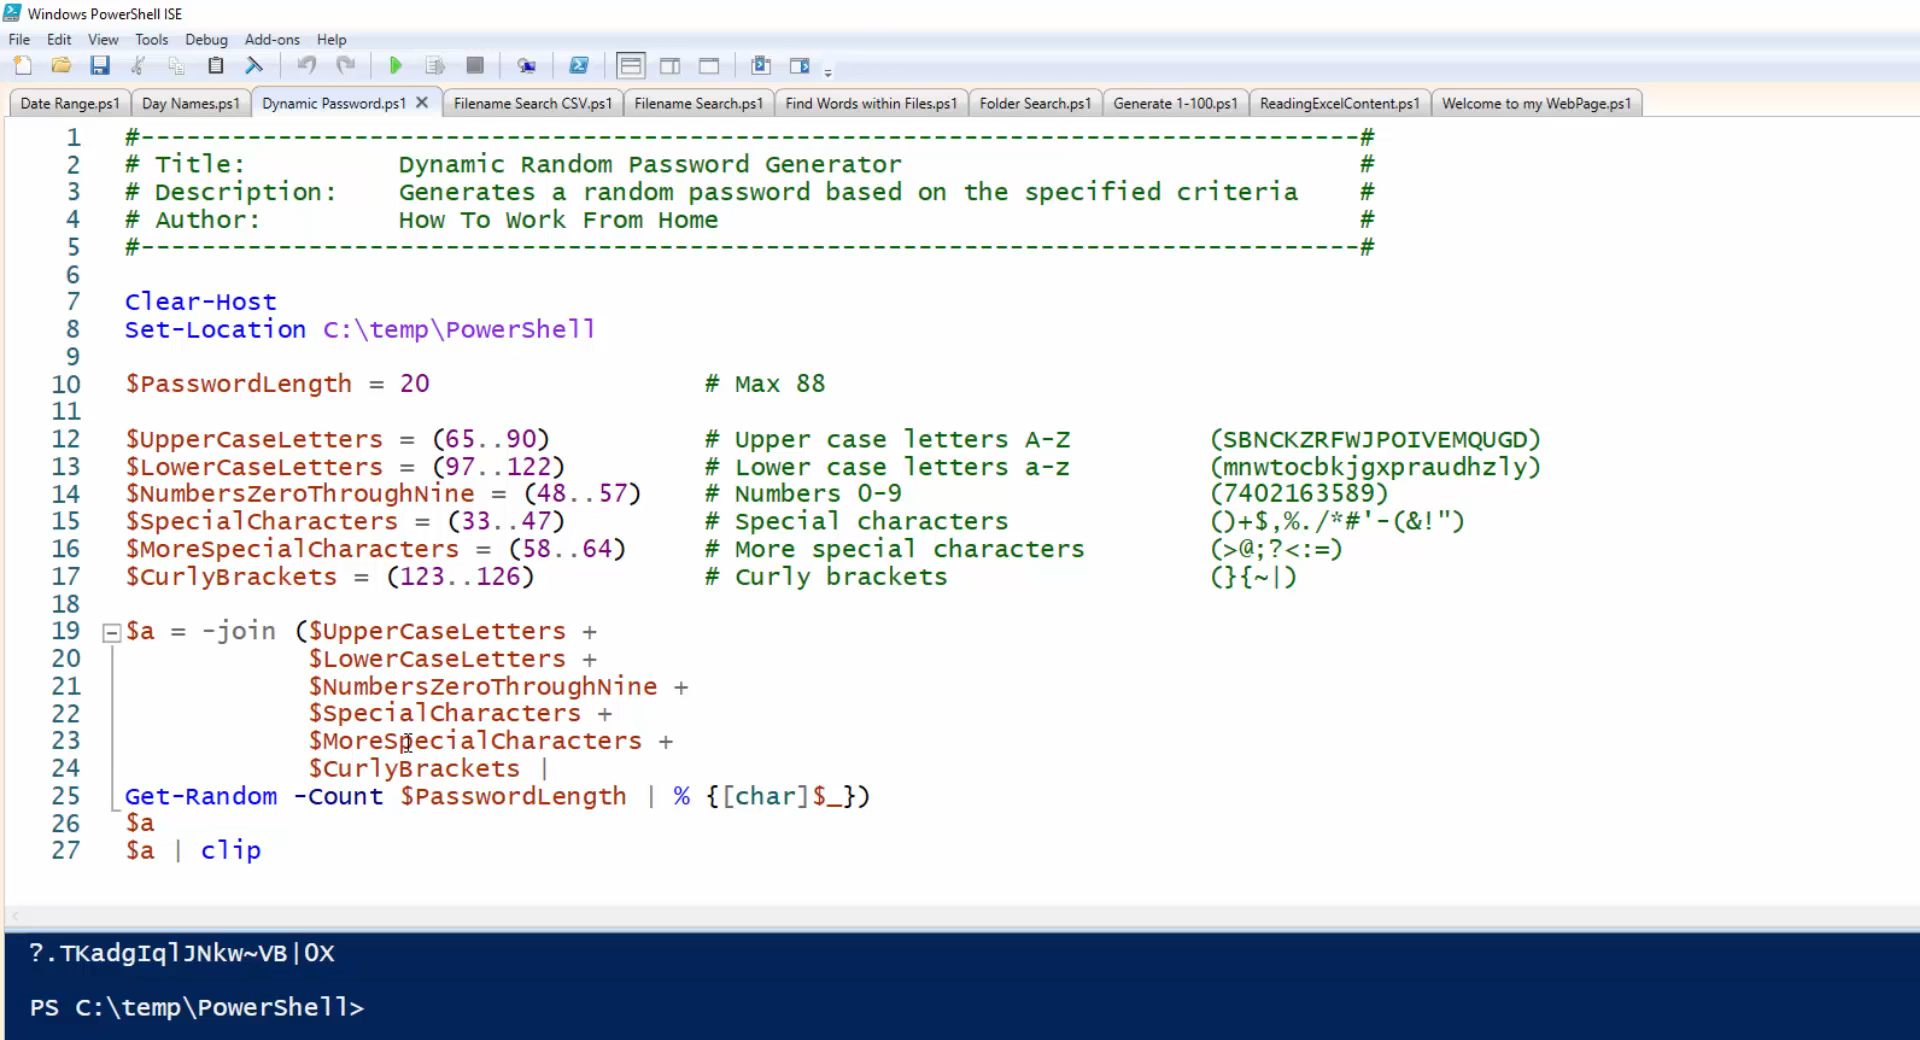 Windows PowerShell ISE
File Edit View Tools Debug Add-ons Help
Date Range.ps1 Day Names.ps1 Dynamic Password.ps1 Filename Search CSV.ps1 Filename Search.ps1 Find Words within Files.ps1 Folder Search.ps1 Generate 1-100.ps1 ReadingExcelContent.ps1 Welcome to my WebPage.ps1
1 #--------------------------------------------------------------------------------#
2 # Title: Dynamic Random Password Generator #
3 # Description: Generates a random password based on the specified criteria #
4 # Author: How To Work From Home #
5 #--------------------------------------------------------------------------------#
6
7 Clear-Host
8 Set-Location C:\temp\PowerShell
9
10 $PasswordLength = 20 # Max 88
11
12 $UpperCaseLetters = (65..90) # Upper case letters A-Z (SBNCKZRFWJPOIVEMQUGD)
13 $LowerCaseLetters = (97..122) # Lower case letters a-z (mnwtocbkjgxpraudhzly)
14 $NumbersZeroThroughNine = (48..57) # Numbers 0-9 (7402163589)
15 $SpecialCharacters = (33..47) # Special characters ()+$,%./*#'-(&!")
16 $MoreSpecialCharacters = (58..64) # More special characters (>@;?<:=)
17 $CurlyBrackets = (123..126) # Curly brackets (}{~|)
18
19 $a = -join ($UpperCaseLetters +
20 $LowerCaseLetters +
21 $NumbersZeroThroughNine +
22 $SpecialCharacters +
23 $MoreSpecialCharacters +
24 $CurlyBrackets |
25 Get-Random -Count $PasswordLength | % {[char]$_})
26 $a
27 $a | clip
?.TKadgIqlJNkw~VB|0X
PS C:\temp\PowerShell>